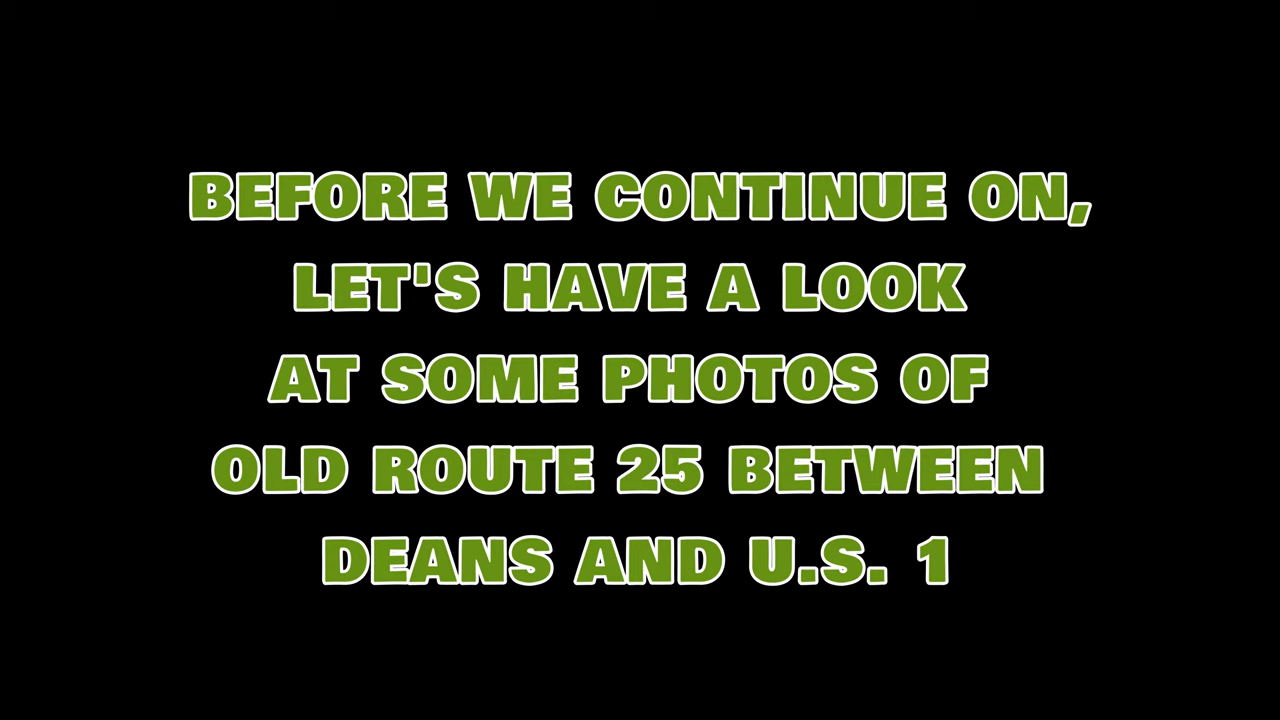 BEFORE WE CONTINUE ON,
LET'S HAVE A LOOK
AT SOME PHOTOS OF
OLD ROUTE 25 BETWEEN
DEANS AND U.S. 1